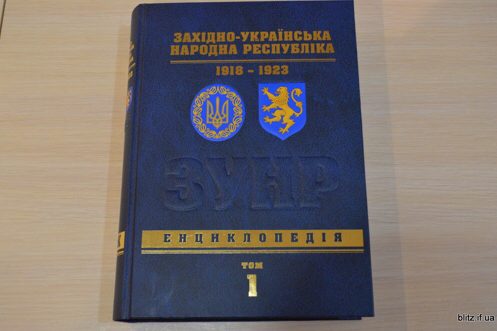 ЗАХІДНО-УКРАЇНСЬКА
НАРОДНА РЕСПУБЛІКА
1918 - 1923
ЗУНР
ЕНЦИКЛОПЕДІЯ
ТОМ
1
blitz.if.ua